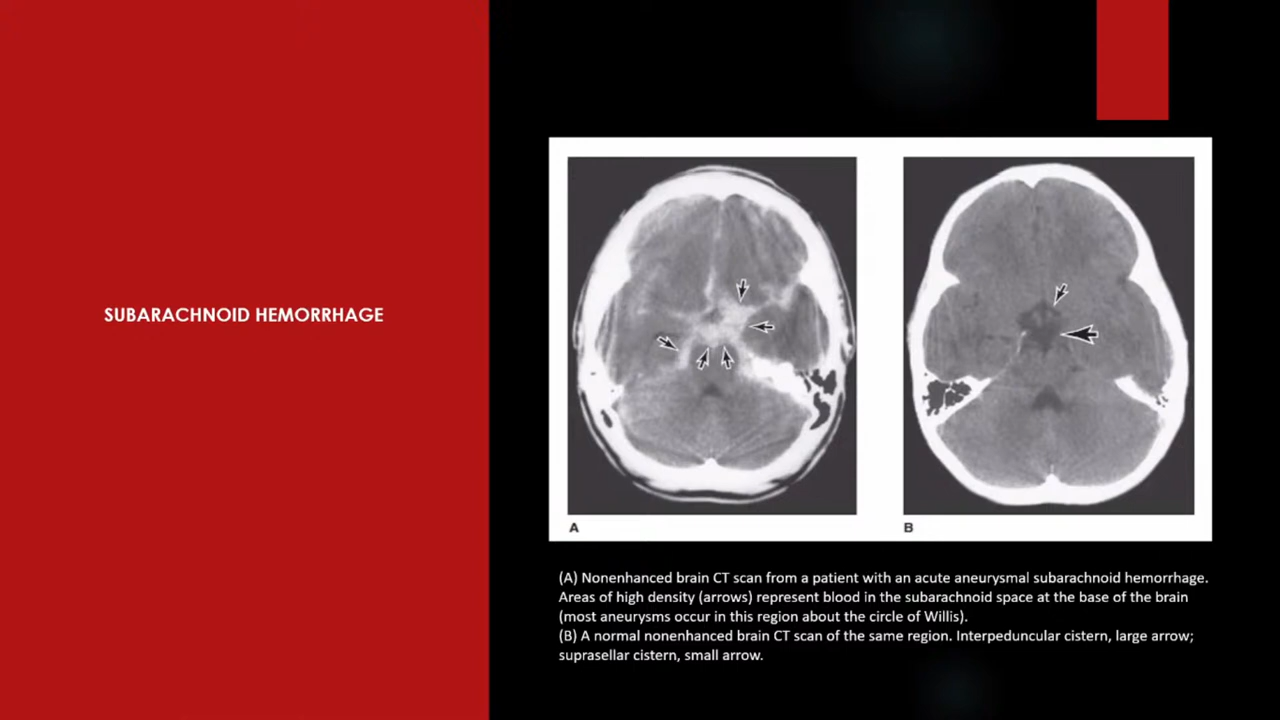 SUBARACHNOID HEMORRHAGE
A
B
(A) Nonenhanced brain CT scan from a patient with an acute aneurysmal subarachnoid hemorrhage.
Areas of high density (arrows) represent blood in the subarachnoid space at the base of the brain
(most aneurysms occur in this region about the circle of Willis).
(B) A normal nonenhanced brain CT scan of the same region. Interpeduncular cistern, large arrow;
suprasellar cistern, small arrow.